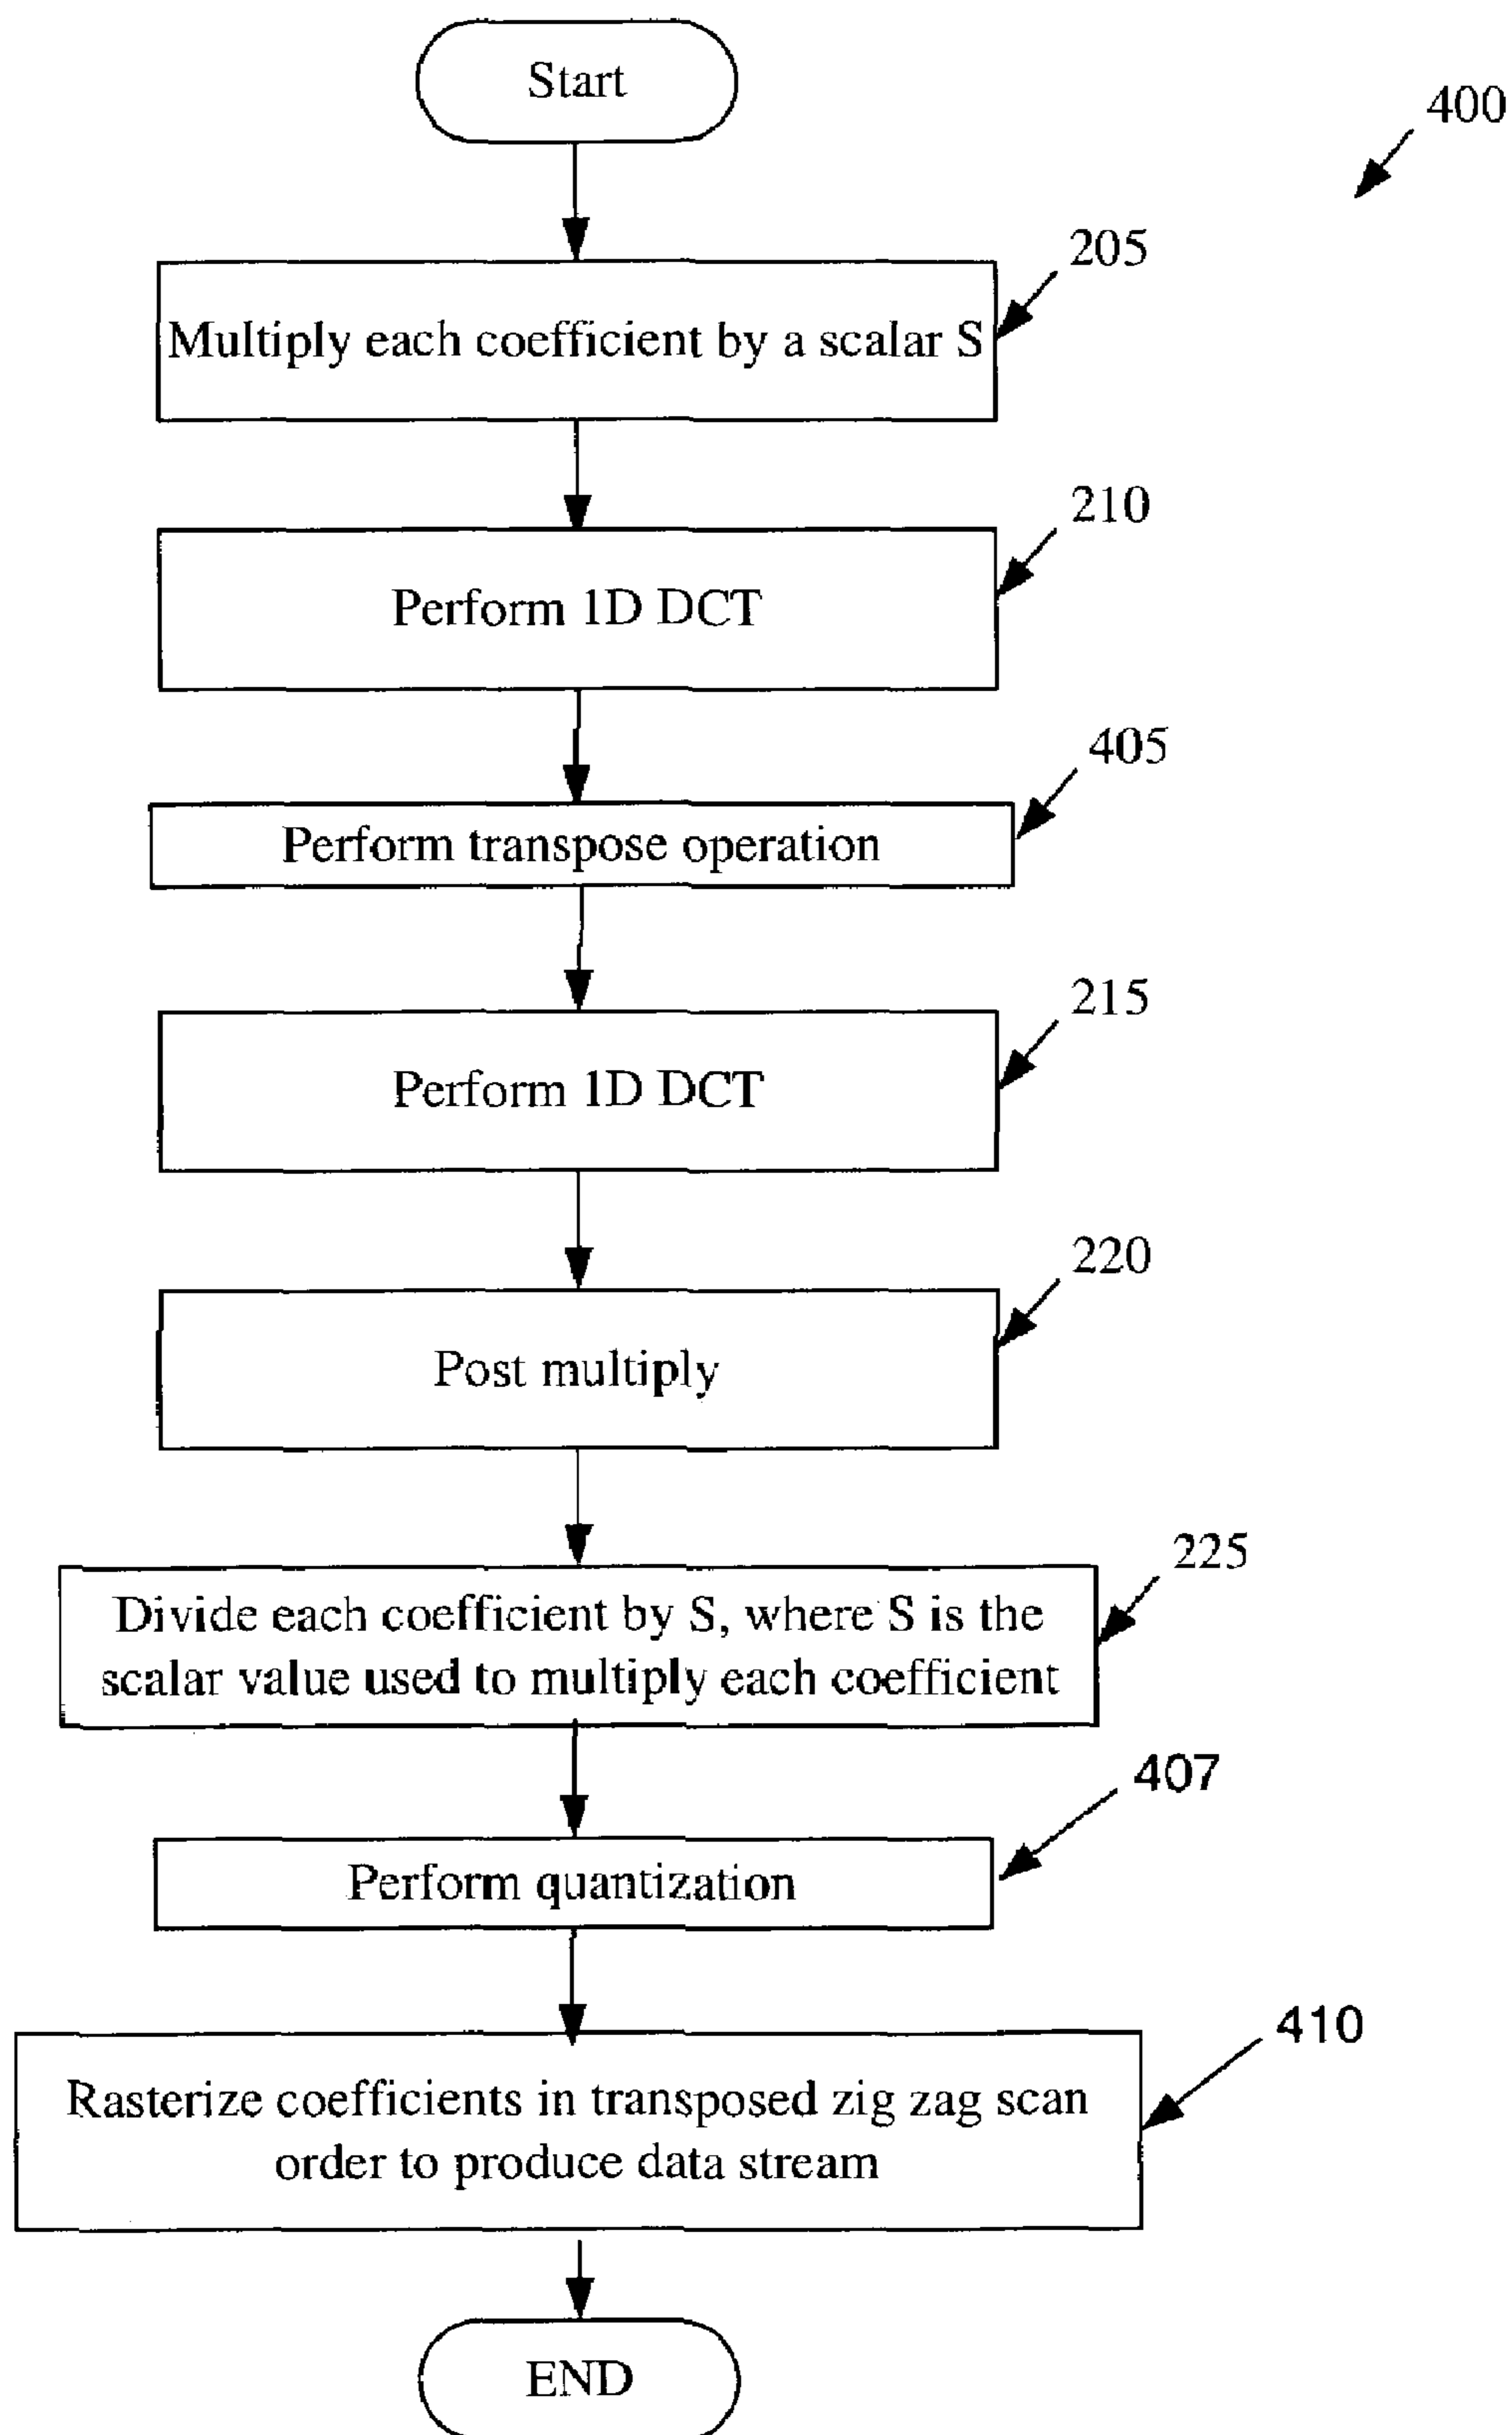 Start
400
205
Multiply each coefficient by a scalar S
210
Perform 1D DCT
405
Perform transpose operation
215
Perform 1D DCT
220
Post multiply
225
Divide each coefficient by S, where S is the
scalar value used to multiply each coefficient
407
Perform quantization
410
Rasterize coefficients in transposed zig zag scan
order to produce data stream
END